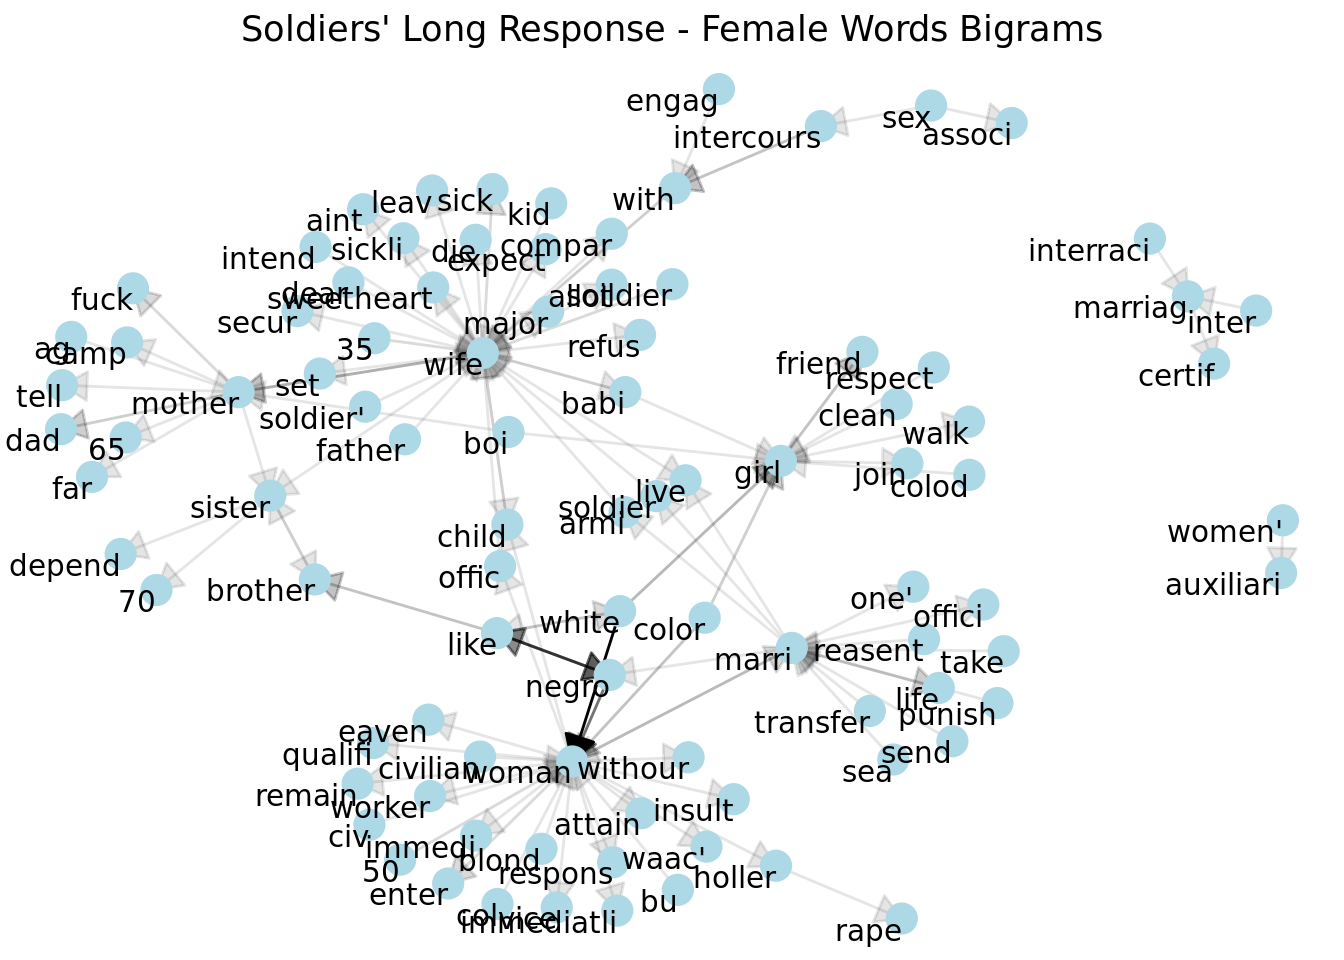 Soldiers' Long Response - Female Words Bigrams
engag
intercours
sex
associ
with
leav
sick
kid
aint
sickli
die
compar
expect
intend
interraci
dear
sweetheart
soldier
secur
major
marriag
inter
fuck
35
wife
refus
camp
friend
respect
certif
tell
mother
set
babi
clean
dad
65
soldier'
father
boi
walk
far
girl
join
colod
sister
live
soldier
armi
child
women'
depend
offic
auxiliari
70
brother
one'
offici
like
white
color
marri
reasent
take
negro
life
punish
eaven
transfer
qualifi
civilian
woman
withour
send
sea
remain
worker
attain
insult
civ
immedi
50
blond
respons
waac'
enter
holler
bu
immediatli
rape